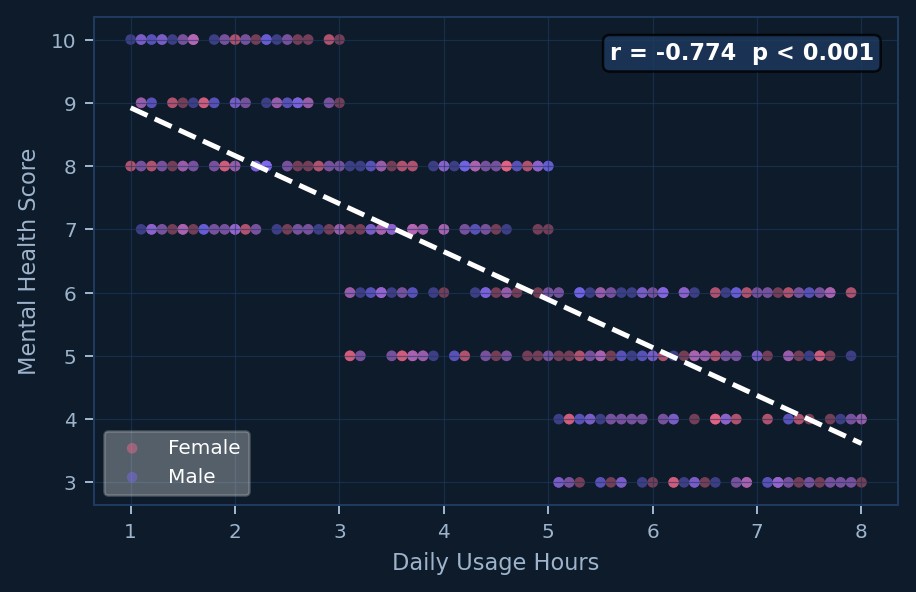 r = -0.774  p < 0.001
Mental Health Score
10
9
8
7
6
5
4
3
Female
Male
1 2 3 4 5 6 7 8
Daily Usage Hours